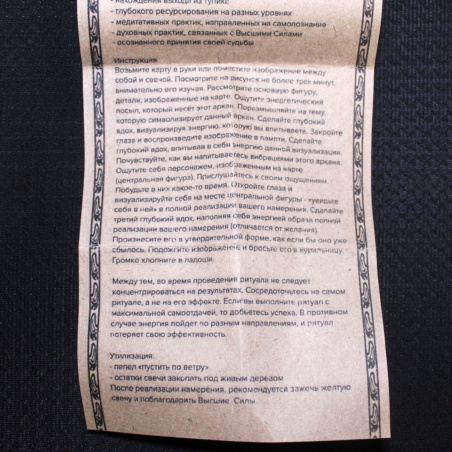 - нахождения выхода из тупика
- глубокого ресурсирования на разных уровнях
- медитативных практик, направленных на самопознание
- духовных практик, связанных с Высшими Силами
- осознанного принятия своей судьбы
Инструкция
Возьмите карту в руки или поместите изображение между
собой и свечой. Посмотрите на рисунок не более трех минут,
внимательно его изучая. Рассмотрите основную фигуру,
детали, изображенные на карте. Ощутите энергетический
посыл, который несёт этот аркан. Поразмышляйте на тему,
которую символизирует данный аркан. Сделайте глубокий
вдох, визуализируя энергию, которую вы впитываете. Закройте
глаза и воспроизведите изображение в памяти. Сделайте
глубокий вдох, впитывая в себя энергию данной визуализации.
Почувствуйте, как вы напитываетесь вибрациями этого аркана.
Ощутите себя персонажем, изображенным на карте
(центральная фигура). Прислушайтесь к своим ощущениям.
Побудьте в них какое-то время. Откройте глаза и
визуализируйте себя на месте центральной фигуры - «увидьте
себя в ней» в полной реализации вашего намерения. Сделайте
третий глубокий вдох, наполняя себя энергией образа полной
реализации вашего намерения (отличается от желания).
Произнесите его в утвердительной форме, как если бы оно уже
сбылось. Подожгите изображение и бросьте его в курильницу.
Громко хлопните в ладоши.
Между тем, во время проведения ритуала не следует
концентрироваться на результатах. Сосредоточьтесь на самом
ритуале, а не на его эффекте. Если вы выполните ритуал с
максимальной самоотдачей, то добьетесь успеха. В противном
случае энергия пойдет по разным направлениям, и ритуал
потеряет свою эффективность.
Утилизация:
- пепел «пустить по ветру»
- остатки свечи закопать под живым деревом
После реализации намерения, рекомендуется зажечь желтую
свечу и поблагодарить Высшие Силы.